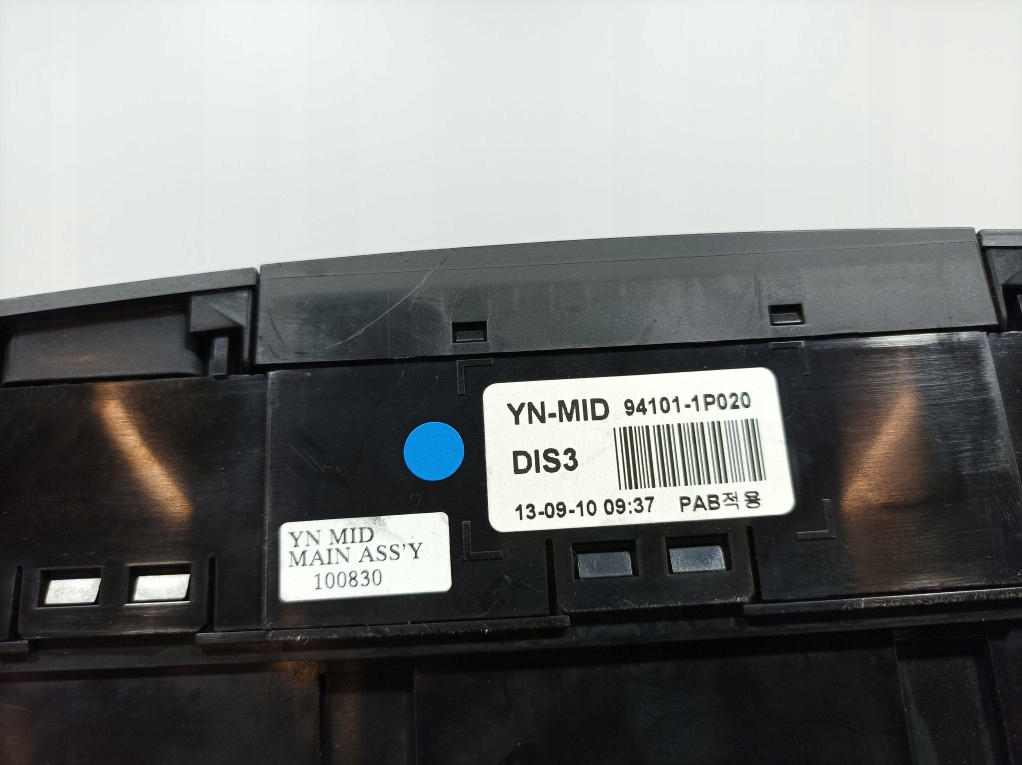 YN-MID 94101-1P020
DIS3
13-09-10 09:37 PAB적용
YN MID
MAIN ASS'Y
100830